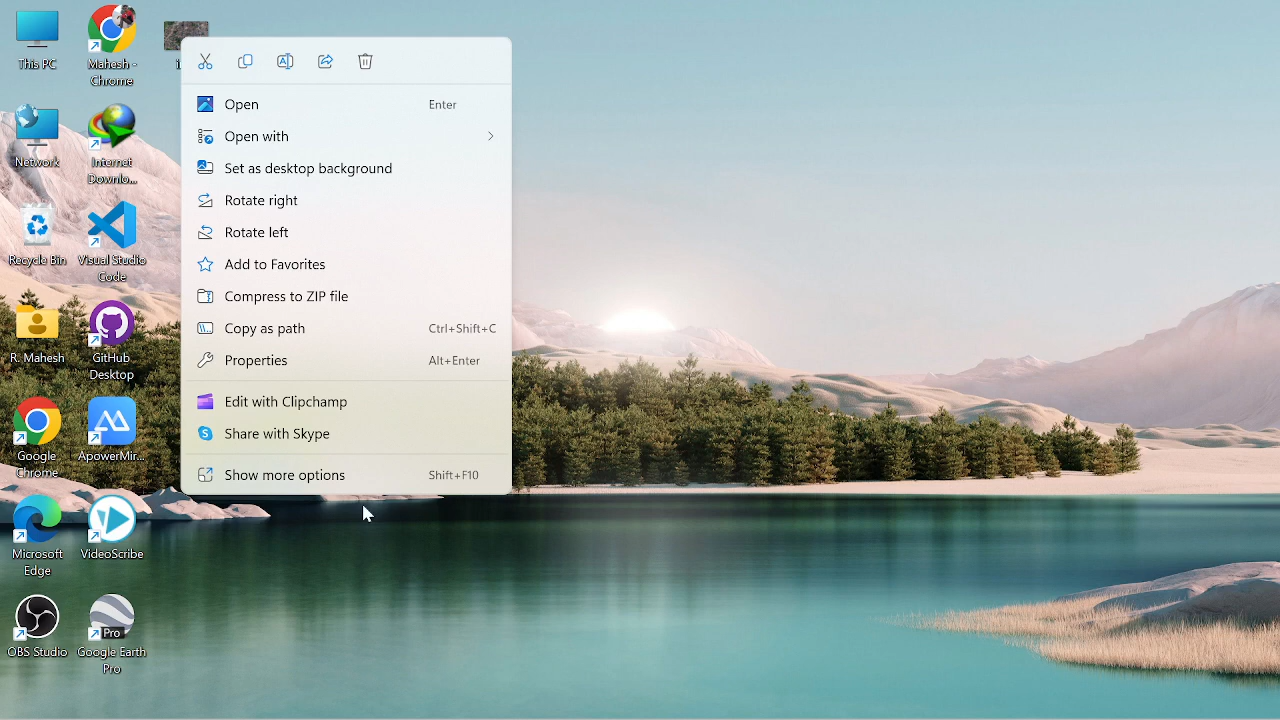 This PC
Mahesh -
Chrome
Network
Internet
Downlo...
Recycle Bin
Visual Studio
Code
R. Mahesh
GitHub
Desktop
Google
Chrome
ApowerMir...
Microsoft
Edge
VideoScribe
OBS Studio
Pro
Google Earth
Pro
Open Enter
Open with
Set as desktop background
Rotate right
Rotate left
Add to Favorites
Compress to ZIP file
Copy as path Ctrl+Shift+C
Properties Alt+Enter
Edit with Clipchamp
Share with Skype
Show more options Shift+F10